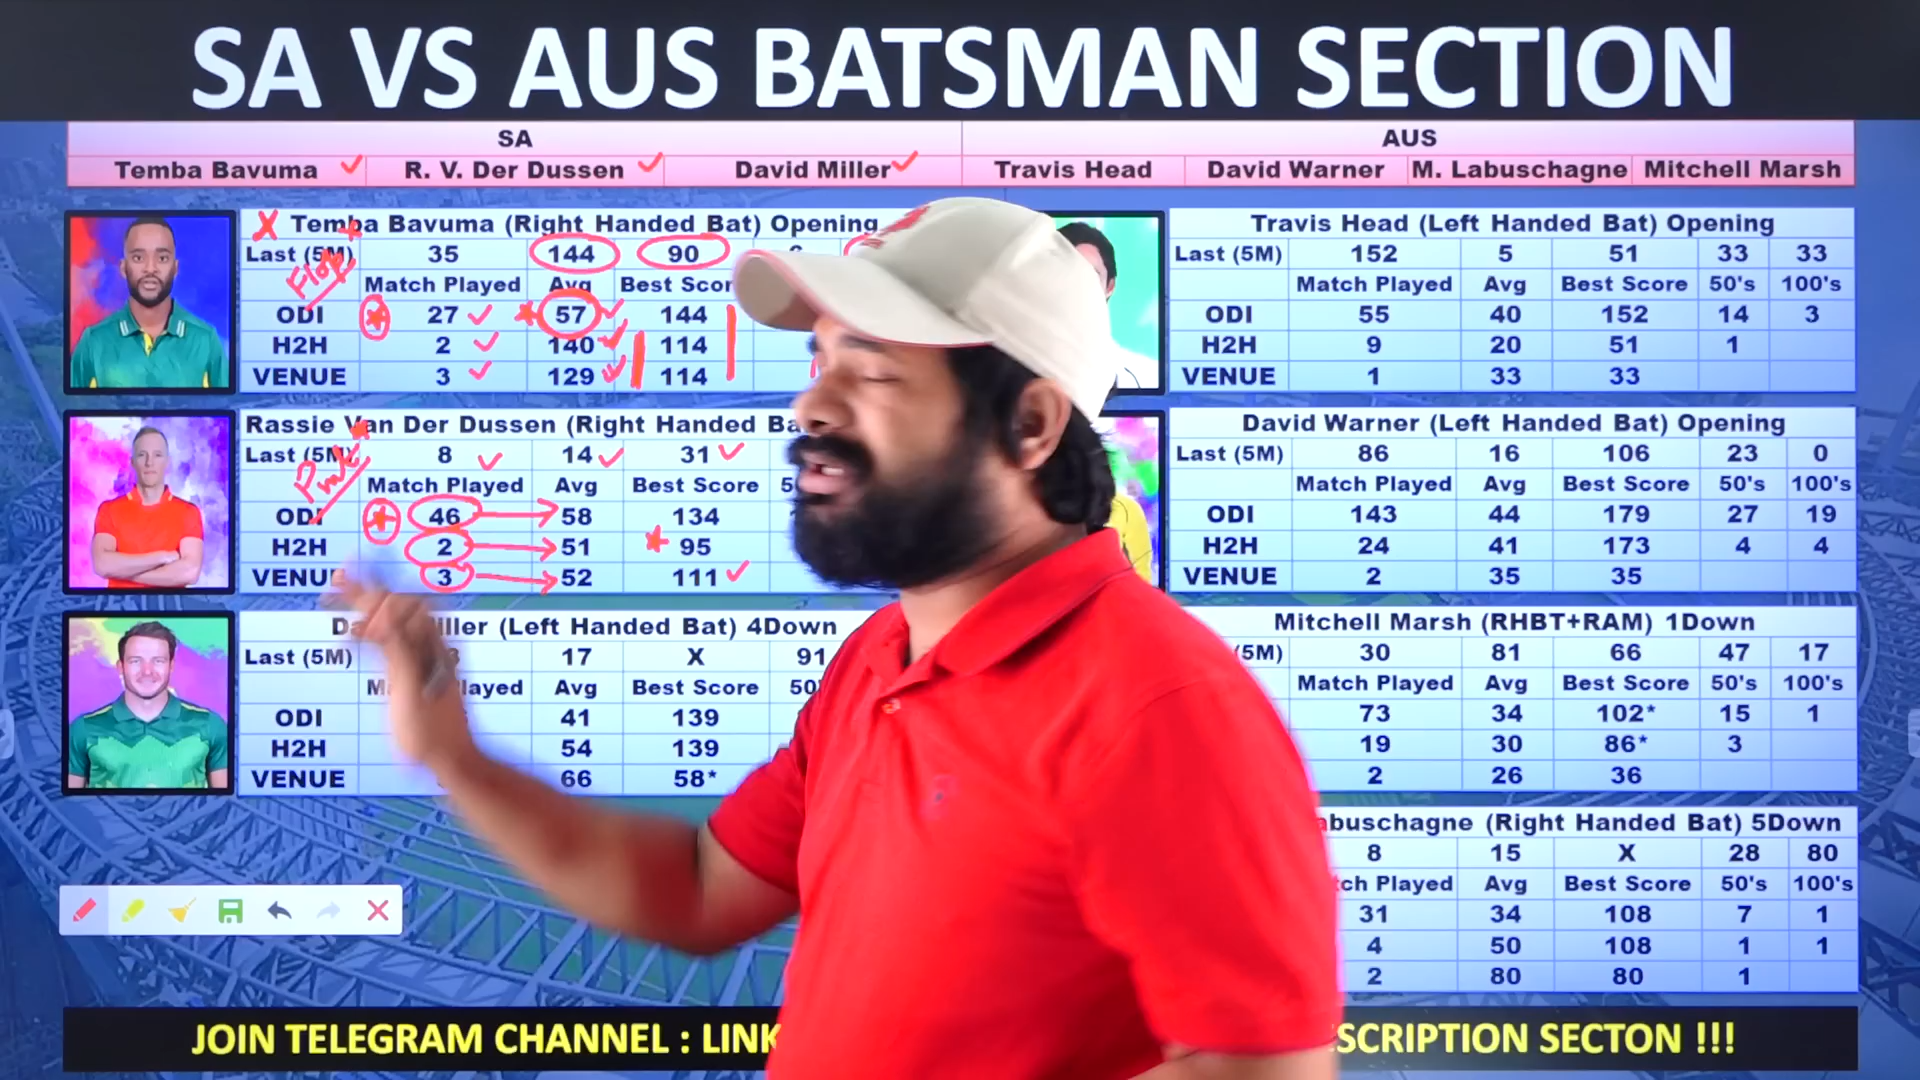 SA VS AUS BATSMAN SECTION
SA AUS
Temba Bavuma R. V. Der Dussen David Miller Travis Head David Warner M. Labuschagne Mitchell Marsh
Temba Bavuma (Right Handed Bat) Opening
Last (5M) 35 144 90
Match Played Avg Best Scor
ODI 27 57 144
H2H 2 140 114
VENUE 3 129 114
Flop
Travis Head (Left Handed Bat) Opening
Last (5M) 152 5 51 33 33
Match Played Avg Best Score 50's 100's
ODI 55 40 152 14 3
H2H 9 20 51 1
VENUE 1 33 33
Rassie Van Der Dussen (Right Handed Ba
Last (5M) 8 14 31
Match Played Avg Best Score 5
ODI 46 58 134
H2H 2 51 95
VENUE 3 52 111
David Warner (Left Handed Bat) Opening
Last (5M) 86 16 106 23 0
Match Played Avg Best Score 50's 100's
ODI 143 44 179 27 19
H2H 24 41 173 4 4
VENUE 2 35 35
Da iller (Left Handed Bat) 4Down
Last (5M) 17 X 91
M layed Avg Best Score 50
ODI 41 139
H2H 54 139
VENUE 66 58*
Mitchell Marsh (RHBT+RAM) 1Down
(5M) 30 81 66 47 17
Match Played Avg Best Score 50's 100's
73 34 102* 15 1
19 30 86* 3
2 26 36
abuschagne (Right Handed Bat) 5Down
8 15 X 28 80
tch Played Avg Best Score 50's 100's
31 34 108 7 1
4 50 108 1 1
2 80 80 1
JOIN TELEGRAM CHANNEL : LINK SCRIPTION SECTON !!!